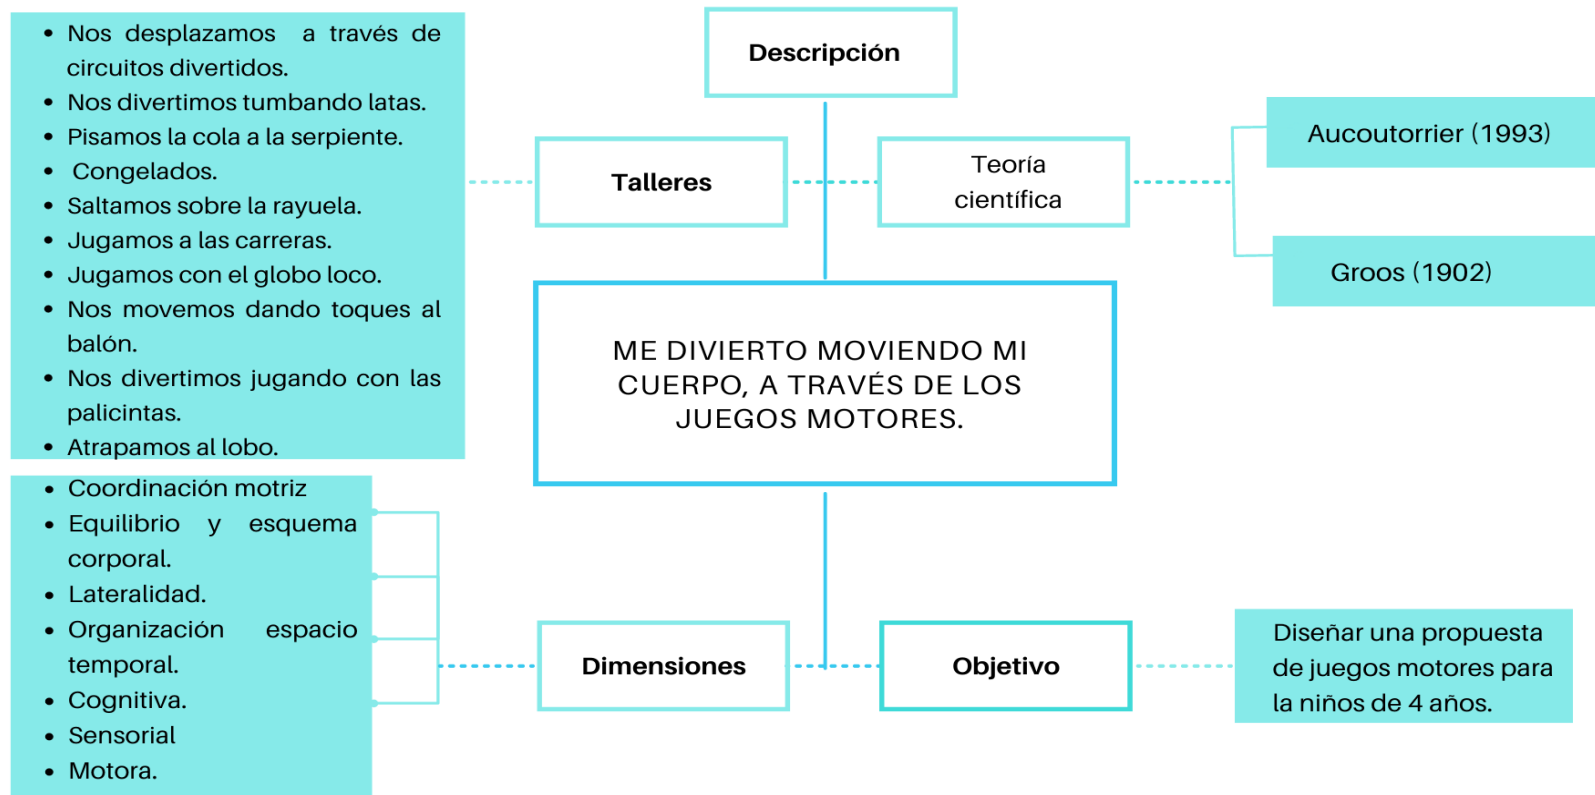 Descripción
• Nos desplazamos a través de
circuitos divertidos.
• Nos divertimos tumbando latas.
• Pisamos la cola a la serpiente.
• Congelados.
• Saltamos sobre la rayuela.
• Jugamos a las carreras.
• Jugamos con el globo loco.
• Nos movemos dando toques al
balón.
• Nos divertimos jugando con las
palicintas.
• Atrapamos al lobo.
Talleres
Teoría
científica
Aucoutorrier (1993)
Groos (1902)
ME DIVIERTO MOVIENDO MI
CUERPO, A TRAVÉS DE LOS
JUEGOS MOTORES.
• Coordinación motriz
• Equilibrio y esquema
corporal.
• Lateralidad.
• Organización espacio
temporal.
• Cognitiva.
• Sensorial
• Motora.
Dimensiones
Objetivo
Diseñar una propuesta
de juegos motores para
la niños de 4 años.